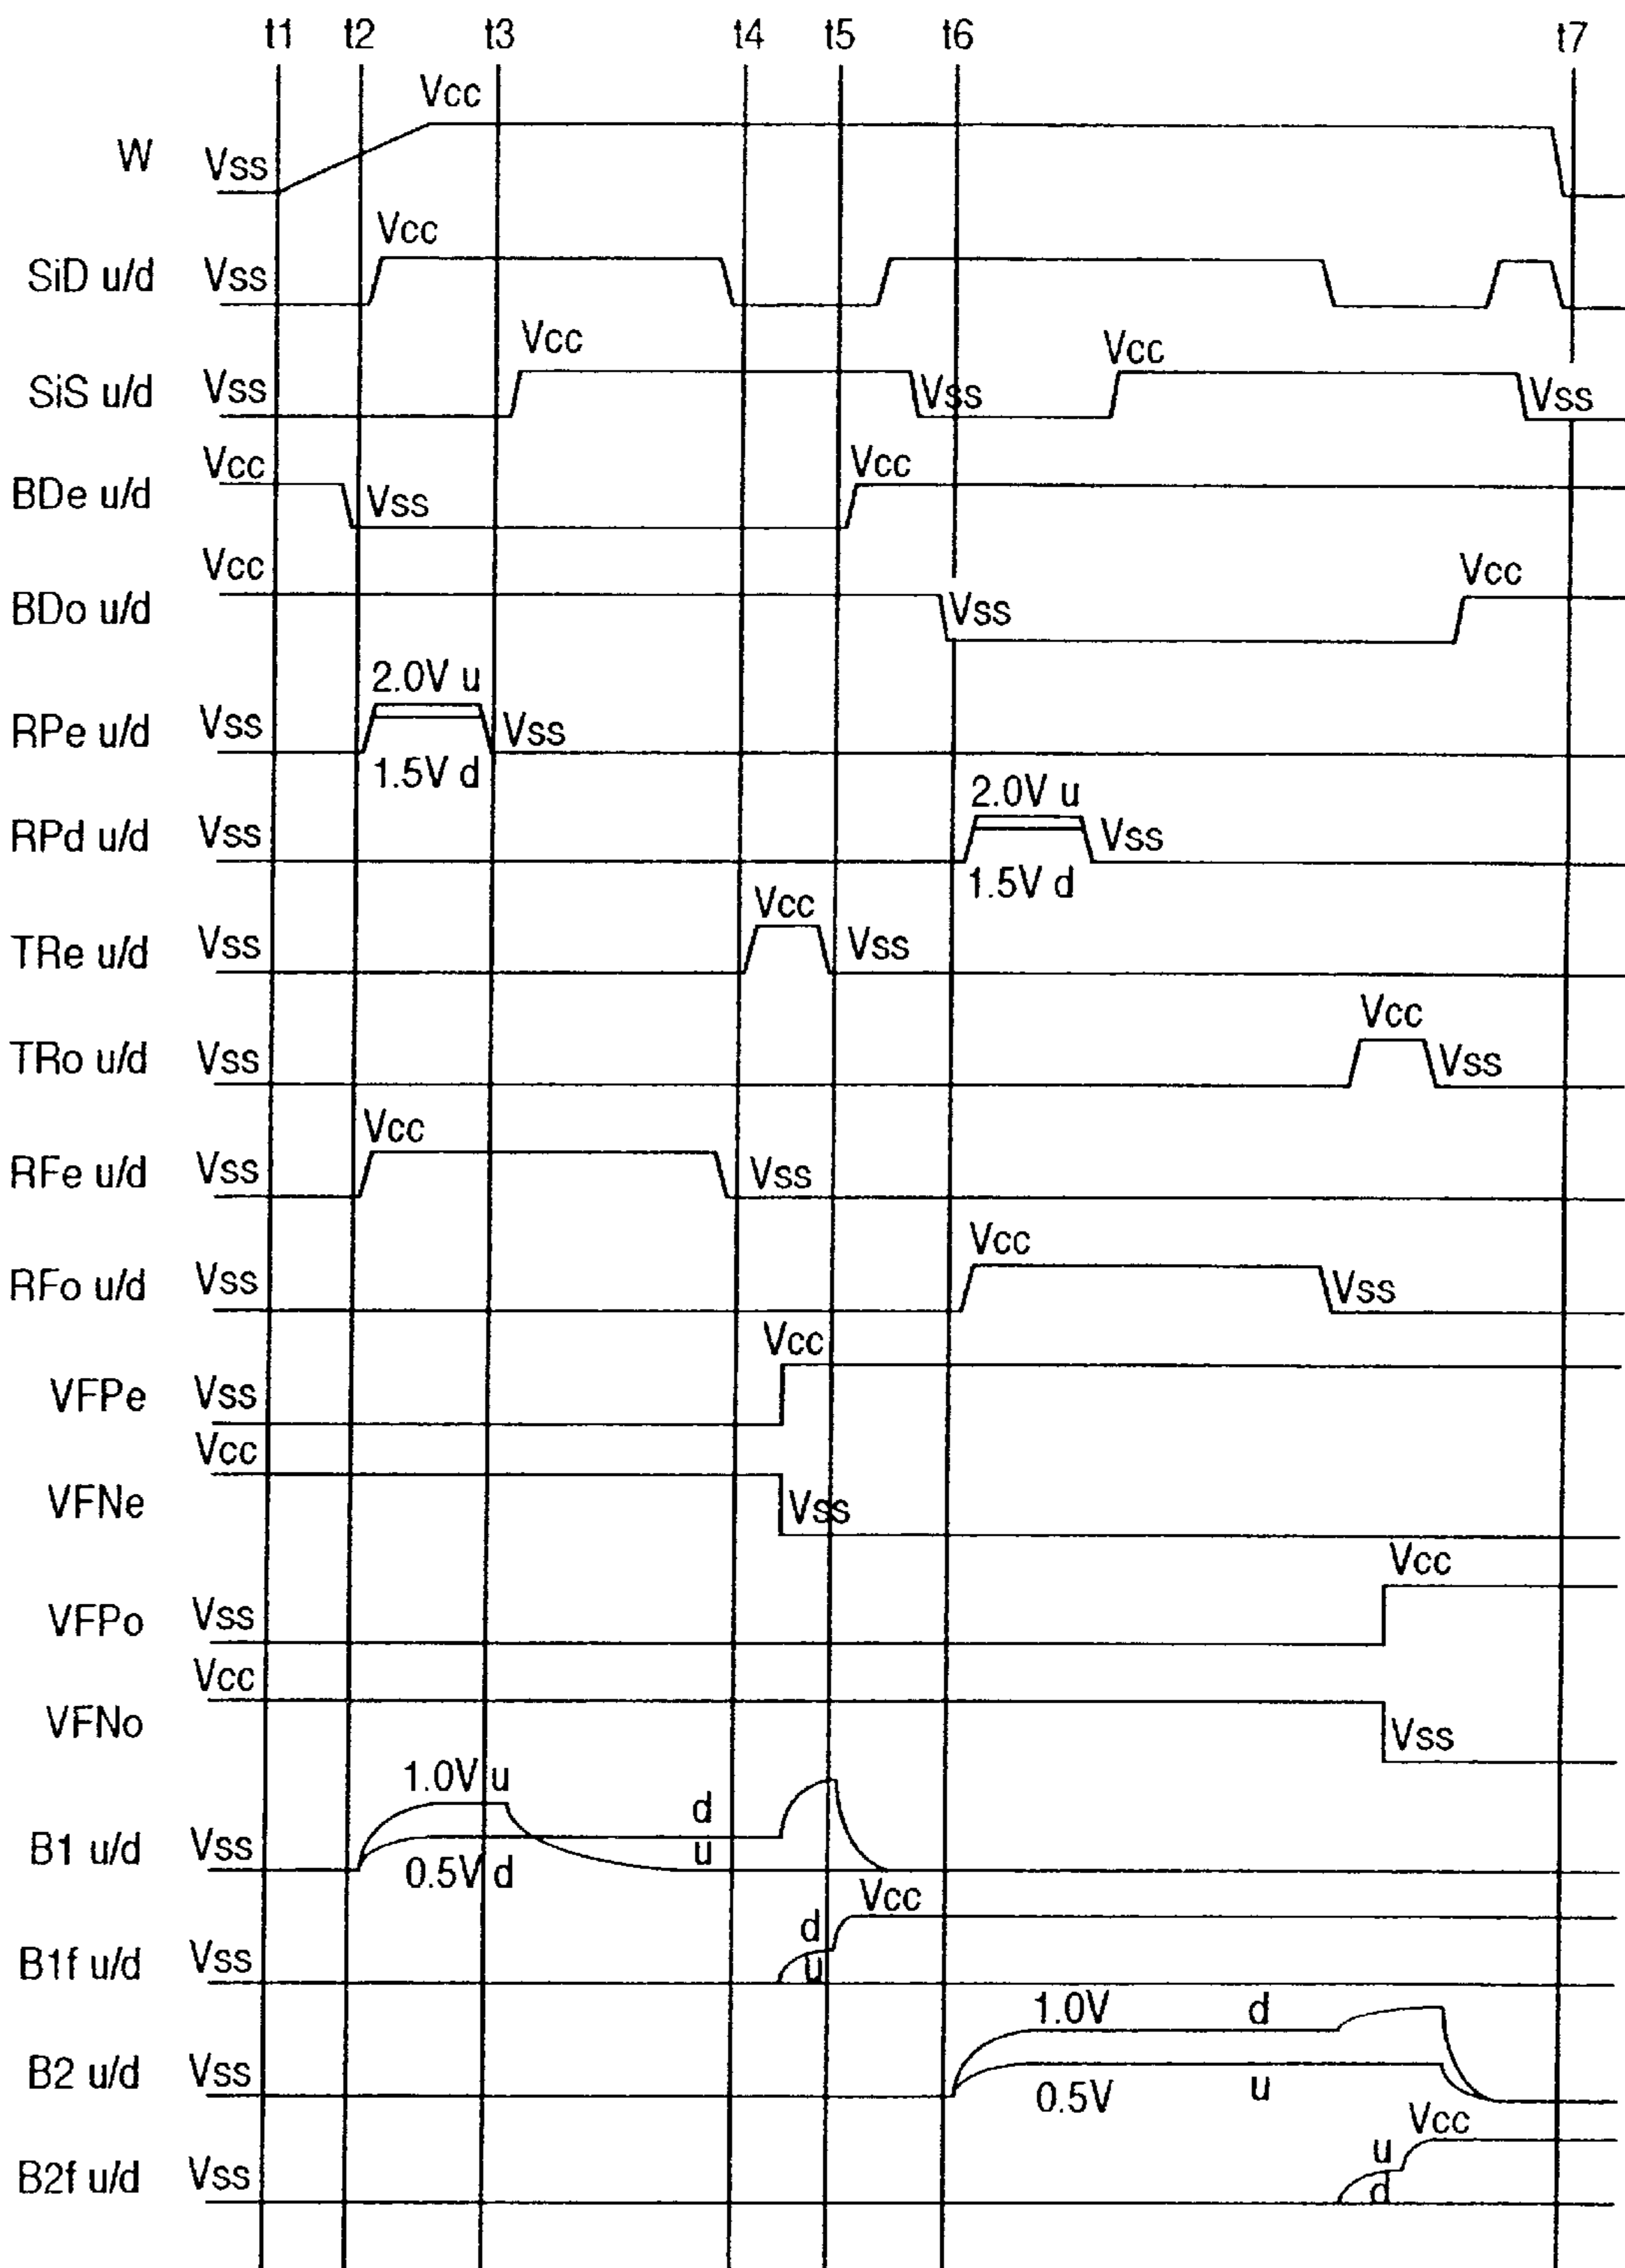 t1 t2 t3 t4 t5 t6 t7
Vcc
W Vss
Vcc
SiD u/d Vss
Vcc Vcc
SiS u/d Vss Vss Vss
Vcc Vcc
BDe u/d Vss
Vcc Vcc
BDo u/d Vss
2.0V u
RPe u/d Vss Vss
1.5V d
2.0V u
RPd u/d Vss Vss
1.5V d
Vcc
TRe u/d Vss Vss
Vcc
TRo u/d Vss Vss
Vcc
RFe u/d Vss Vss
Vcc
RFo u/d Vss Vss
Vcc
VFPe Vss
Vcc
VFNe Vss
Vcc
VFPo Vss
Vcc
VFNo Vss
1.0V u d
B1 u/d Vss u
0.5V d
Vcc
d
B1f u/d Vss u
1.0V d
B2 u/d Vss
0.5V u
Vcc
u
B2f u/d Vss d